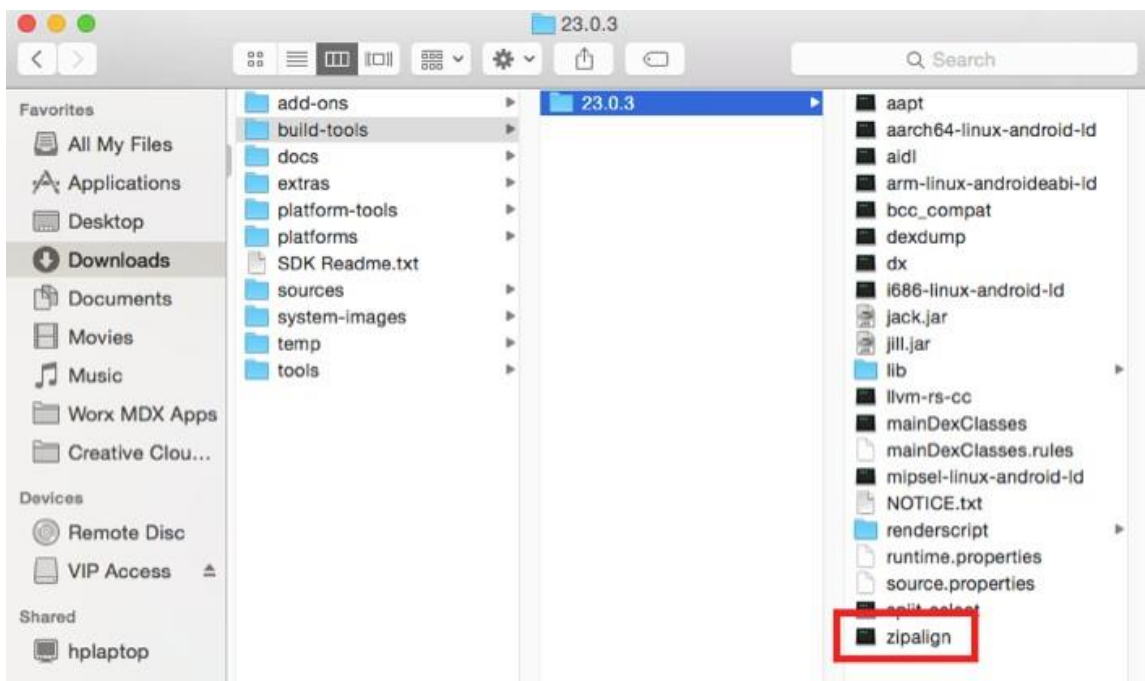 23.0.3
Search
Favorites
All My Files
Applications
Desktop
Downloads
Documents
Movies
Music
Worx MDX Apps
Creative Clou...
Devices
Remote Disc
VIP Access
Shared
hplaptop
add-ons
build-tools
docs
extras
platform-tools
platforms
SDK Readme.txt
sources
system-images
temp
tools
23.0.3
aapt
aarch64-linux-android-ld
aidl
arm-linux-androideabi-ld
bcc_compat
dexdump
dx
i686-linux-android-ld
jack.jar
jill.jar
lib
llvm-rs-cc
mainDexClasses
mainDexClasses.rules
mipsel-linux-android-ld
NOTICE.txt
renderscript
runtime.properties
source.properties
zipalign